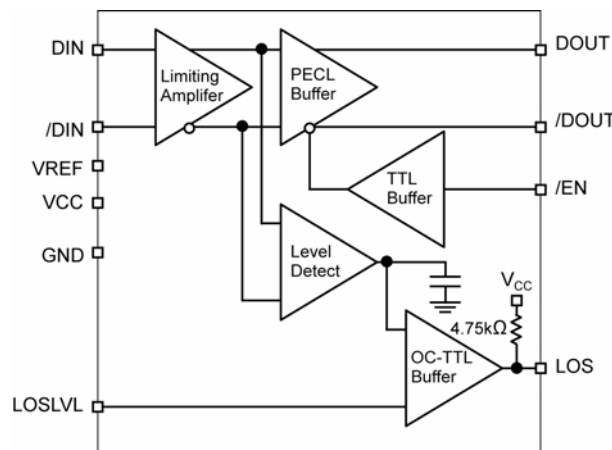 DIN
DOUT
Limiting
Amplifer
PECL
Buffer
/DIN
/DOUT
VREF
TTL
Buffer
/EN
VCC
GND
Level
Detect
VCC
4.75kΩ
OC-TTL
Buffer
LOS
LOSLVL